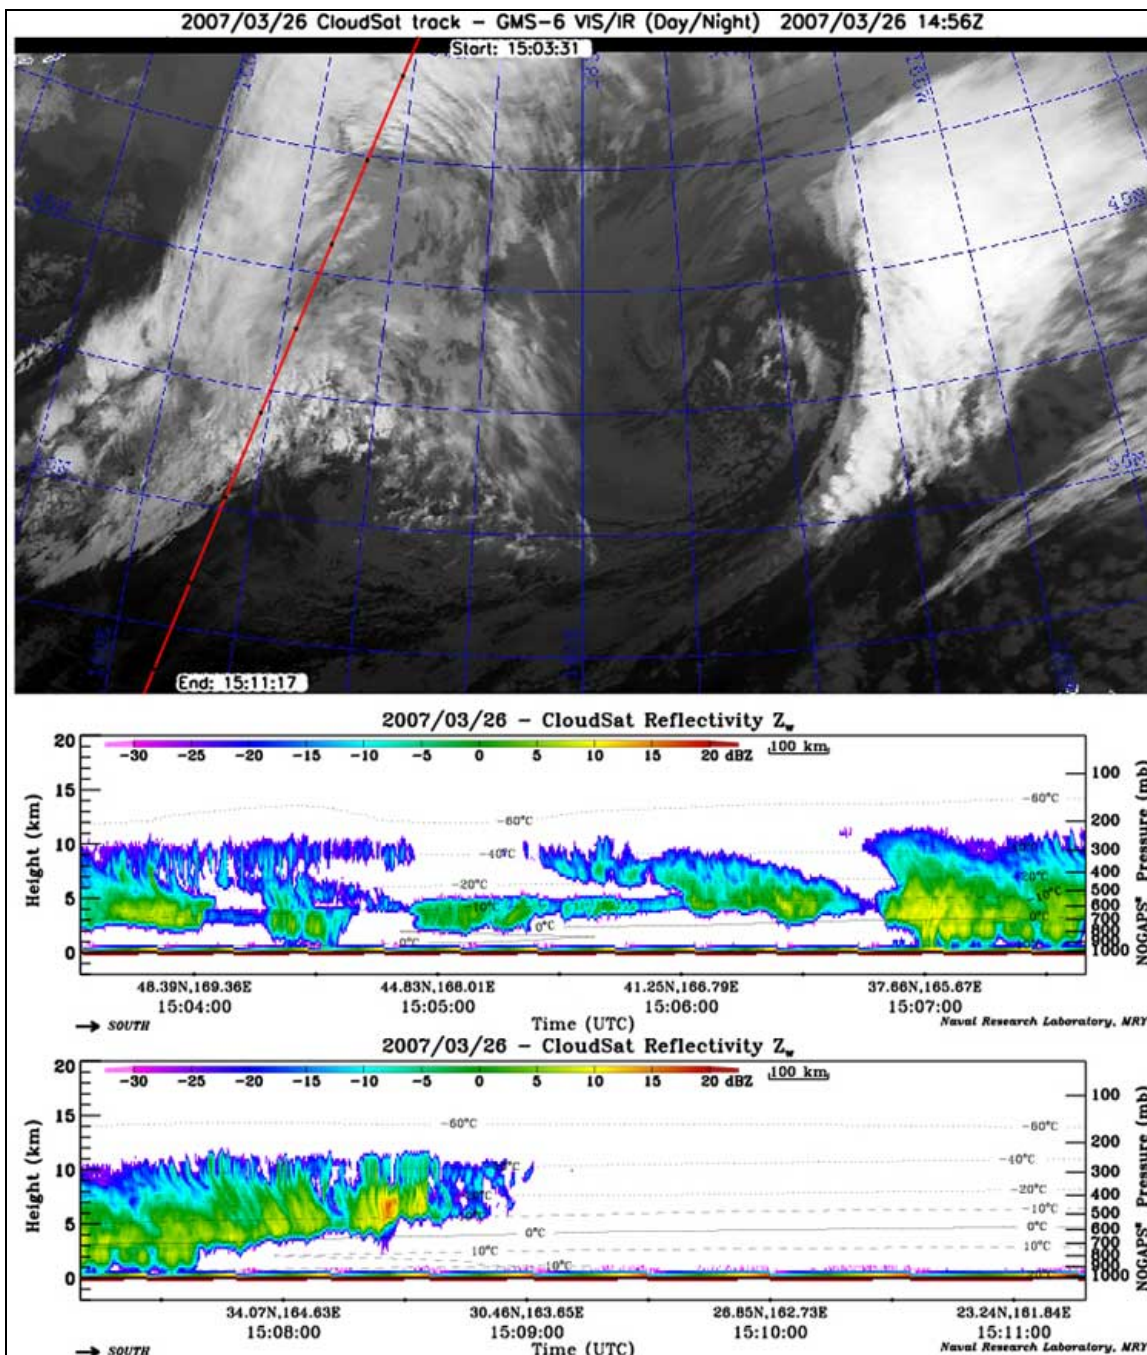 2007/03/26 CloudSat track - GMS-6 VIS/IR (Day/Night)   2007/03/26 14:56Z
Start: 15:03:31
45N
End: 15:11:17
2007/03/26 - CloudSat Reflectivity Zw
-30 -25 -20 -15 -10 -5 0 5 10 15 20 dBZ 100 km
20
15
10
5
0
Height (km)
100
200
300
400
500
600
700
800
900
1000
NOGAPS* Pressure (mb)
-60°C -60°C
-40°C
-20°C
-10°C
0°C 0°C
0°C
48.39N,169.36E 44.83N,168.01E 41.25N,166.79E 37.66N,165.67E
15:04:00 15:05:00 15:06:00 15:07:00
→ SOUTH Time (UTC) Naval Research Laboratory, MRY
2007/03/26 - CloudSat Reflectivity Zw
-30 -25 -20 -15 -10 -5 0 5 10 15 20 dBZ 100 km
20
15
10
5
0
Height (km)
100
200
300
400
500
600
700
800
900
1000
NOGAPS* Pressure (mb)
-60°C -60°C
-40°C
-20°C
-10°C
0°C 0°C
10°C 10°C
10°C
34.07N,164.63E 30.46N,163.65E 26.85N,162.73E 23.24N,161.84E
15:08:00 15:09:00 15:10:00 15:11:00
→ SOUTH Time (UTC) Naval Research Laboratory, MRY